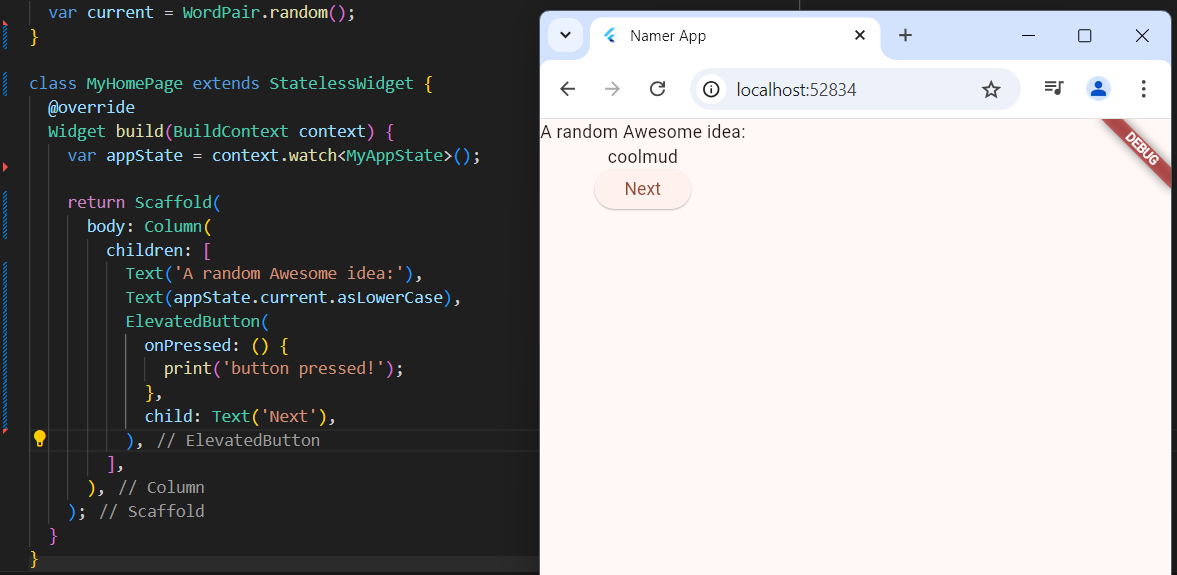 var current = WordPair.random();
}
class MyHomePage extends StatelessWidget {
@override
Widget build(BuildContext context) {
var appState = context.watch<MyAppState>();
return Scaffold(
body: Column(
children: [
Text('A random Awesome idea:'),
Text(appState.current.asLowerCase),
ElevatedButton(
onPressed: () {
print('button pressed!');
},
child: Text('Next'),
), // ElevatedButton
],
), // Column
); // Scaffold
}
}
Namer App
localhost:52834
A random Awesome idea:
coolmud
Next
DEBUG